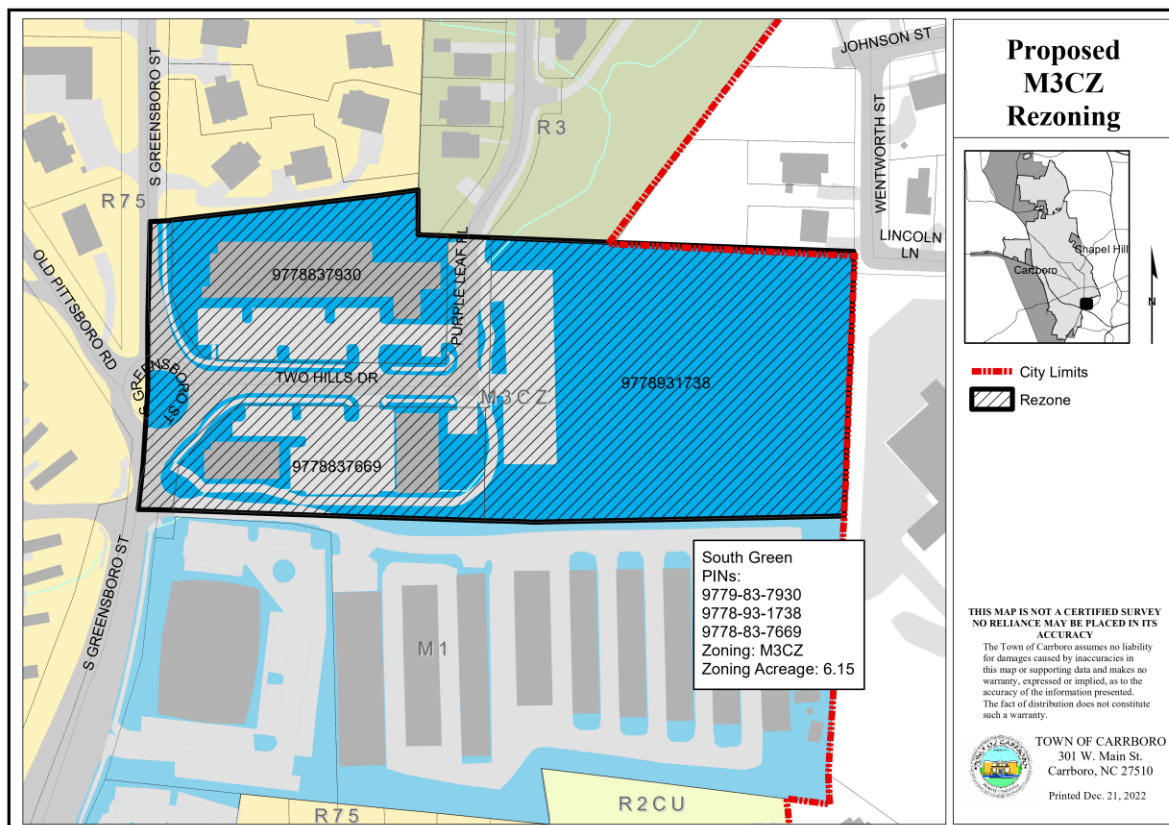 Proposed
M3CZ
Rezoning
JOHNSON ST
S GREENSBORO ST
R3
WENTWORTH ST
R75
LINCOLN
LN
OLD PITTSBORO RD
PURPLE LEAF PL
9778837930
S GREENSBORO
ST
TWO HILLS DR
M3CZ
9778931738
9778837669
S GREENSBORO ST
M1
South Green
PINs:
9779-83-7930
9778-93-1738
9778-83-7669
Zoning: M3CZ
Zoning Acreage: 6.15
R75
R2CU
Chapel Hill
Carrboro
N
City Limits
Rezone
THIS MAP IS NOT A CERTIFIED SURVEY
NO RELIANCE MAY BE PLACED IN ITS
ACCURACY
The Town of Carrboro assumes no liability
for damages caused by inaccuracies in
this map or supporting data and makes no
warranty, expressed or implied, as to the
accuracy of the information presented.
The fact of distribution does not constitute
such a warranty.
TOWN OF CARRBORO
301 W. Main St.
Carrboro, NC 27510
Printed Dec. 21, 2022